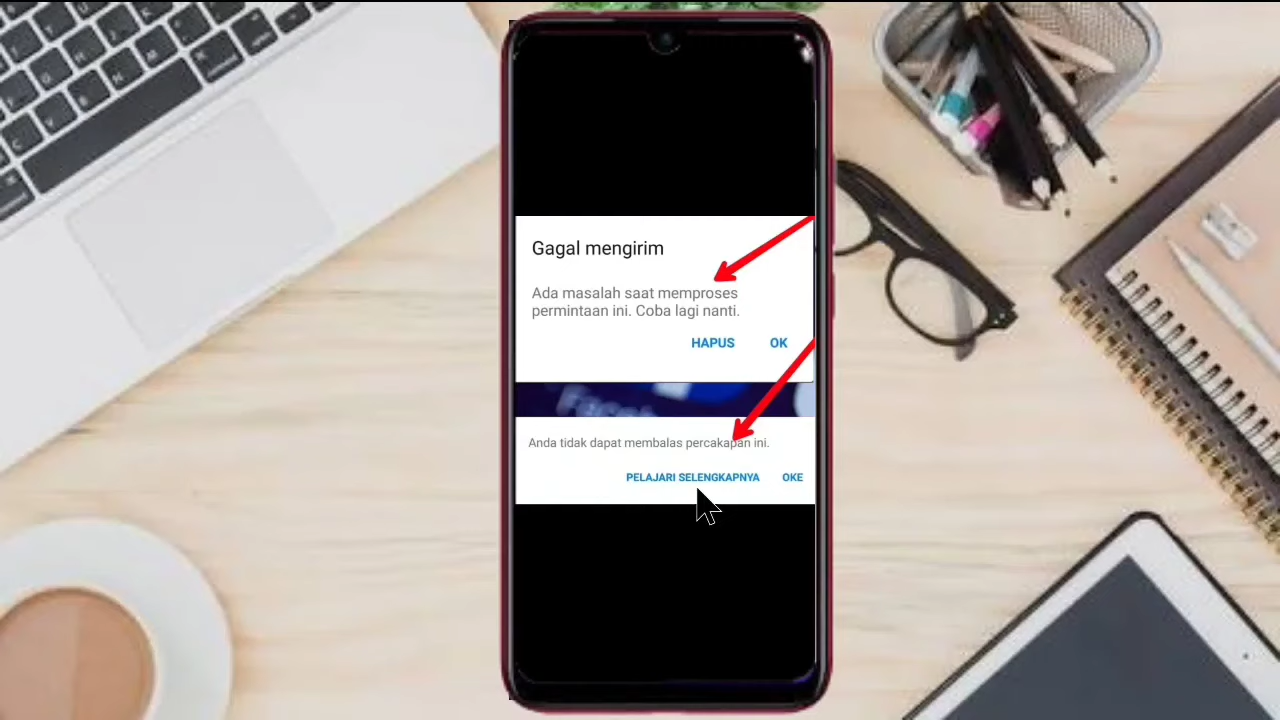 Gagal mengirim
Ada masalah saat memproses
permintaan ini. Coba lagi nanti.
HAPUS OK
Anda tidak dapat membalas percakapan ini.
PELAJARI SELENGKAPNYA OKE